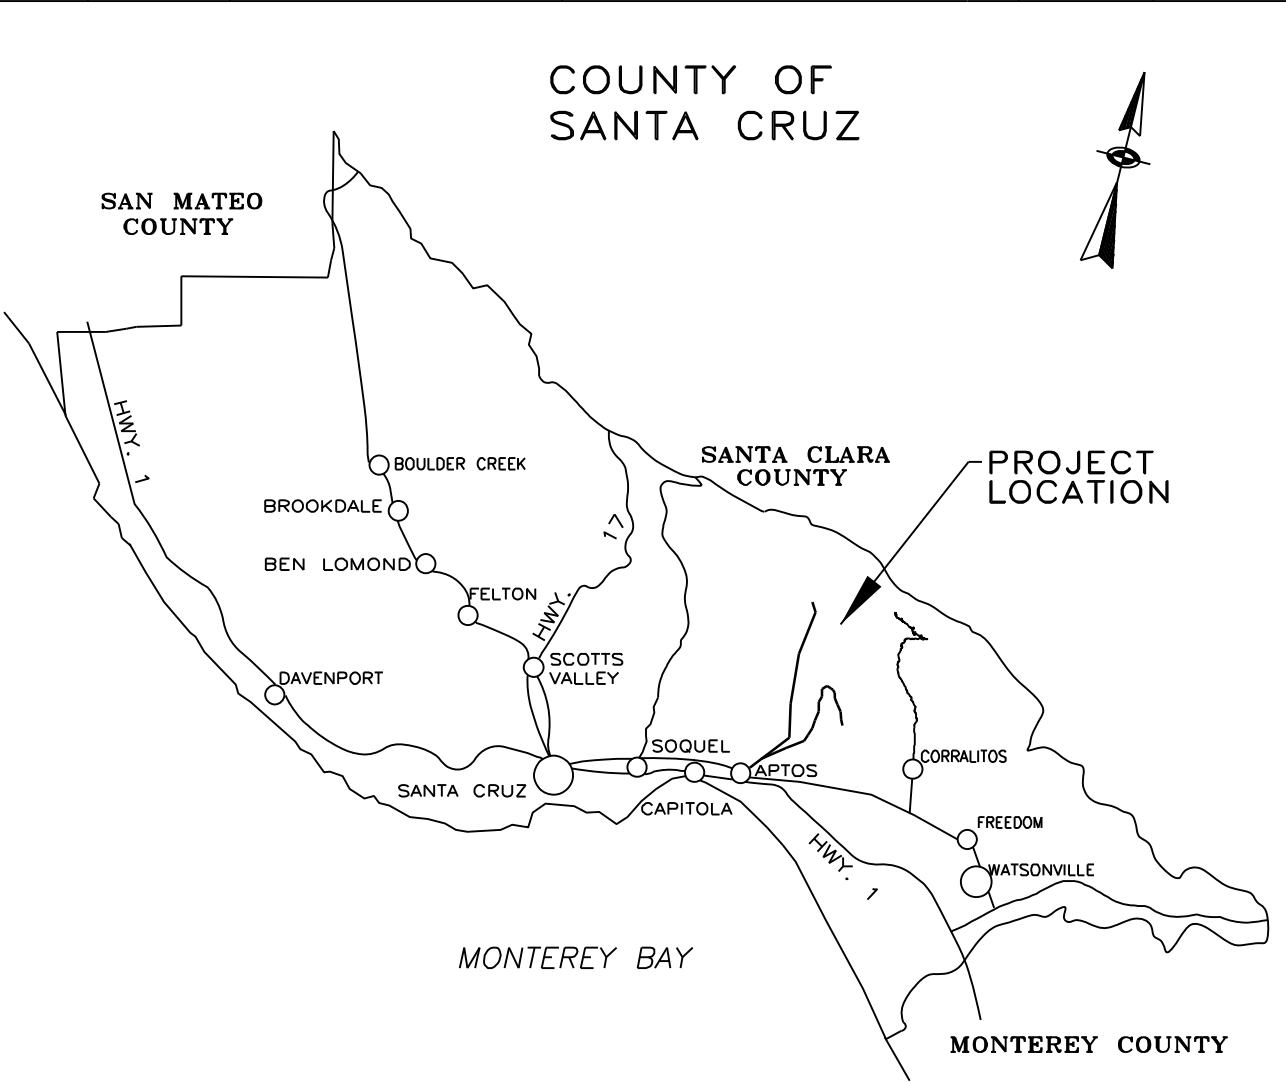 COUNTY OF
SANTA CRUZ
SAN MATEO
COUNTY
SANTA CLARA
COUNTY
PROJECT
LOCATION
HWY. 1
BOULDER CREEK
BROOKDALE
HWY. 17
BEN LOMOND
FELTON
SCOTTS
VALLEY
DAVENPORT
SOQUEL
CORRALITOS
APTOS
SANTA CRUZ
CAPITOLA
FREEDOM
HWY. 1
WATSONVILLE
MONTEREY BAY
MONTEREY COUNTY